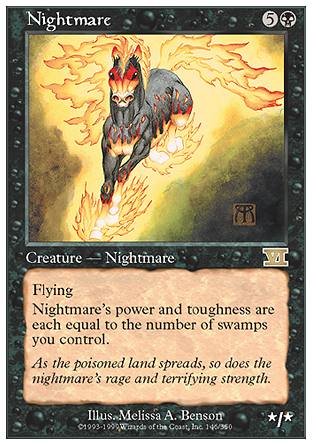 Nightmare 5
Creature — Nightmare VI
Flying
Nightmare's power and toughness are
each equal to the number of swamps
you control.
As the poisoned land spreads, so does the
nightmare's rage and terrifying strength.
*/*
Illus. Melissa A. Benson
©1993-1999 Wizards of the Coast, Inc. 146/350